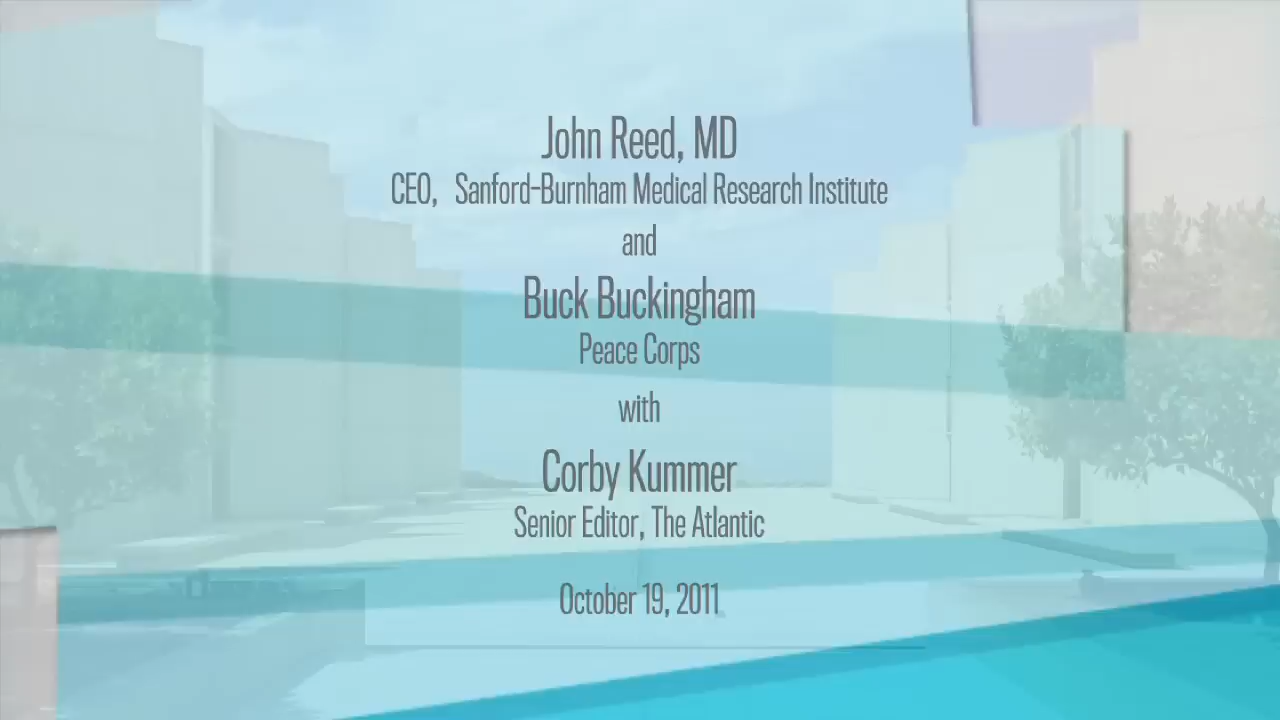 John Reed, MD
CEO, Sanford-Burnham Medical Research Institute
and
Buck Buckingham
Peace Corps
with
Corby Kummer
Senior Editor, The Atlantic
October 19, 2011